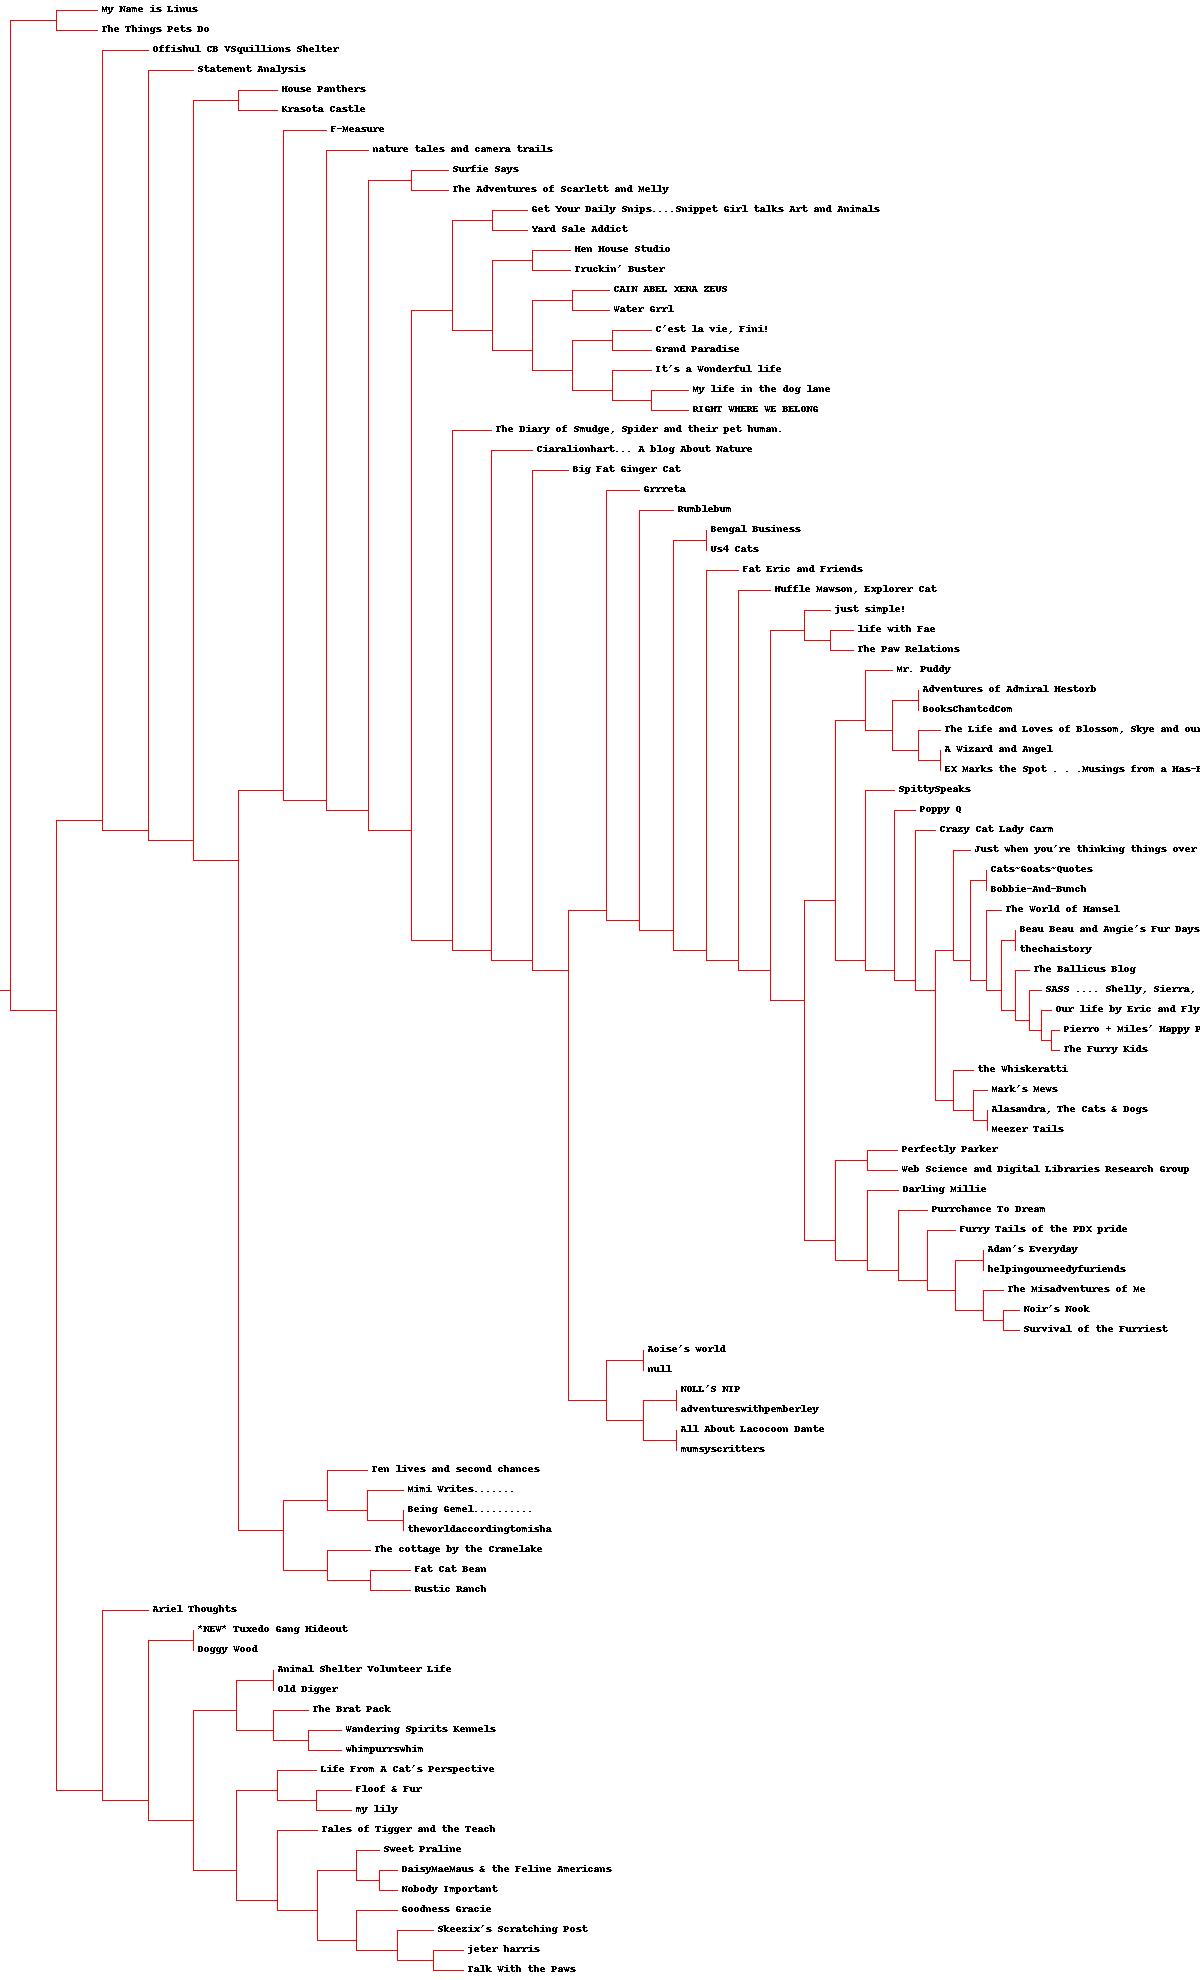 My Name is Linus
The Things Pets Do
Offishul CB VSquillions Shelter
Statement Analysis
House Panthers
Krasota Castle
F-Measure
nature tales and camera trails
Surfie Says
The Adventures of Scarlett and Melly
Get Your Daily Snips....Snippet Girl talks Art and Animals
Yard Sale Addict
Hen House Studio
Truckin' Buster
CAIN ABEL XENA ZEUS
Water Grrl
C'est la vie, Fini!
Grand Paradise
It's a Wonderful life
My life in the dog lane
RIGHT WHERE WE BELONG
The Diary of Smudge, Spider and their pet human.
Ciaralionhart... A blog About Nature
Big Fat Ginger Cat
Grrreta
Rumblebum
Bengal Business
Us4 Cats
Fat Eric and Friends
Huffle Mawson, Explorer Cat
just simple!
life with Fae
The Paw Relations
Mr. Puddy
Adventures of Admiral Hestorb
BooksChantcdCom
The Life and Loves of Blossom, Skye and our
A Wizard and Angel
EX Marks the Spot . . .Musings from a Has-B
SpittySpeaks
Poppy Q
Crazy Cat Lady Carm
Just when you're thinking things over
Cats~Goats~Quotes
Bobbie-And-Bunch
The World of Hansel
Beau Beau and Angie's Fur Days
thechaistory
The Ballicus Blog
SASS .... Shelly, Sierra,
Our life by Eric and Fly
Pierro + Miles' Happy P
The Furry Kids
the Whiskeratti
Mark's Mews
Alasandra, The Cats & Dogs
Meezer Tails
Perfectly Parker
Web Science and Digital Libraries Research Group
Darling Millie
Purrchance To Dream
Furry Tails of the PDX pride
Adan's Everyday
helpingourneedyfuriends
The Misadventures of Me
Noir's Nook
Survival of the Furriest
Aoise's world
null
NOLL'S NIP
adventureswithpemberley
All About Lacocoon Dante
mumsyscritters
Ten lives and second chances
Mimi Writes.......
Being Gemel..........
theworldaccordingtomisha
The cottage by the Cranelake
Fat Cat Bean
Rustic Ranch
Ariel Thoughts
*NEW* Tuxedo Gang Hideout
Doggy Wood
Animal Shelter Volunteer Life
Old Digger
The Brat Pack
Wandering Spirits Kennels
whimpurrswhim
Life From A Cat's Perspective
Floof & Fur
my lily
Tales of Tigger and the Teach
Sweet Praline
DaisyMaeMaus & the Feline Americans
Nobody Important
Goodness Gracie
Skeezix's Scratching Post
jeter harris
Talk With the Paws